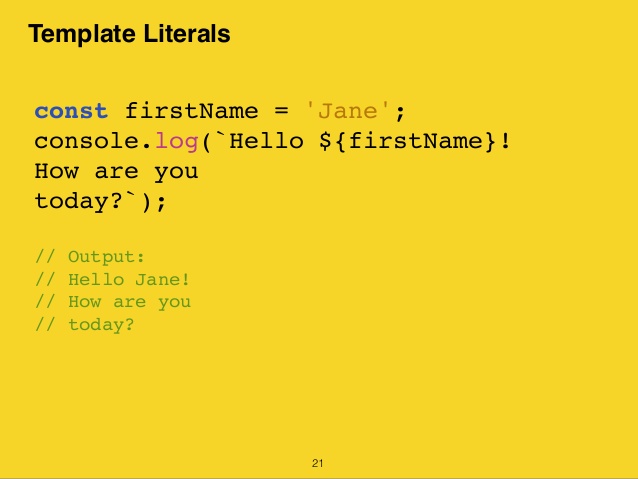 Template Literals
const firstName = 'Jane';
console.log(`Hello ${firstName}!
How are you
today?`);
// Output:
// Hello Jane!
// How are you
// today?
21